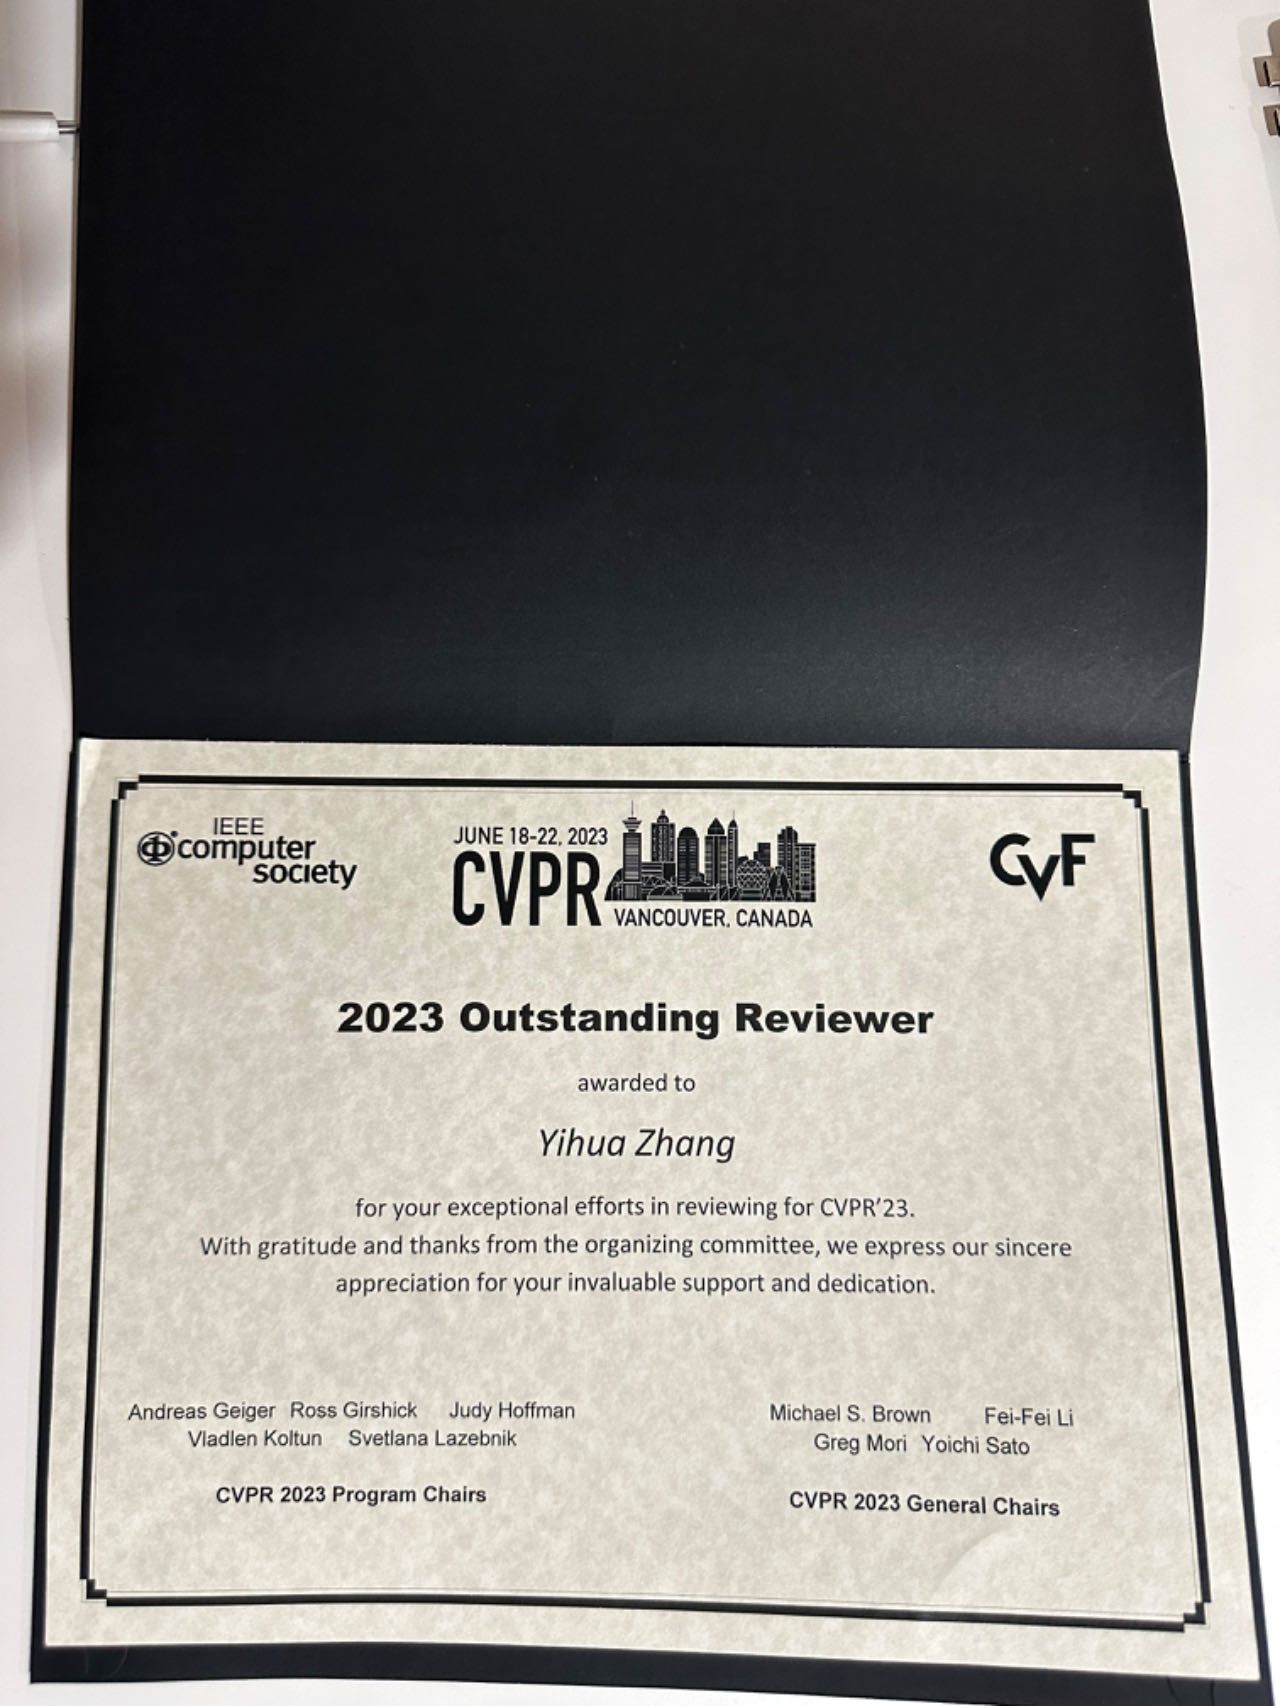 IEEE
computer
society
JUNE 18-22, 2023
CVPR
VANCOUVER, CANADA
CVF
2023 Outstanding Reviewer
awarded to
Yihua Zhang
for your exceptional efforts in reviewing for CVPR'23.
With gratitude and thanks from the organizing committee, we express our sincere
appreciation for your invaluable support and dedication.
Andreas Geiger Ross Girshick Judy Hoffman
Vladlen Koltun Svetlana Lazebnik
CVPR 2023 Program Chairs
Michael S. Brown Fei-Fei Li
Greg Mori Yoichi Sato
CVPR 2023 General Chairs